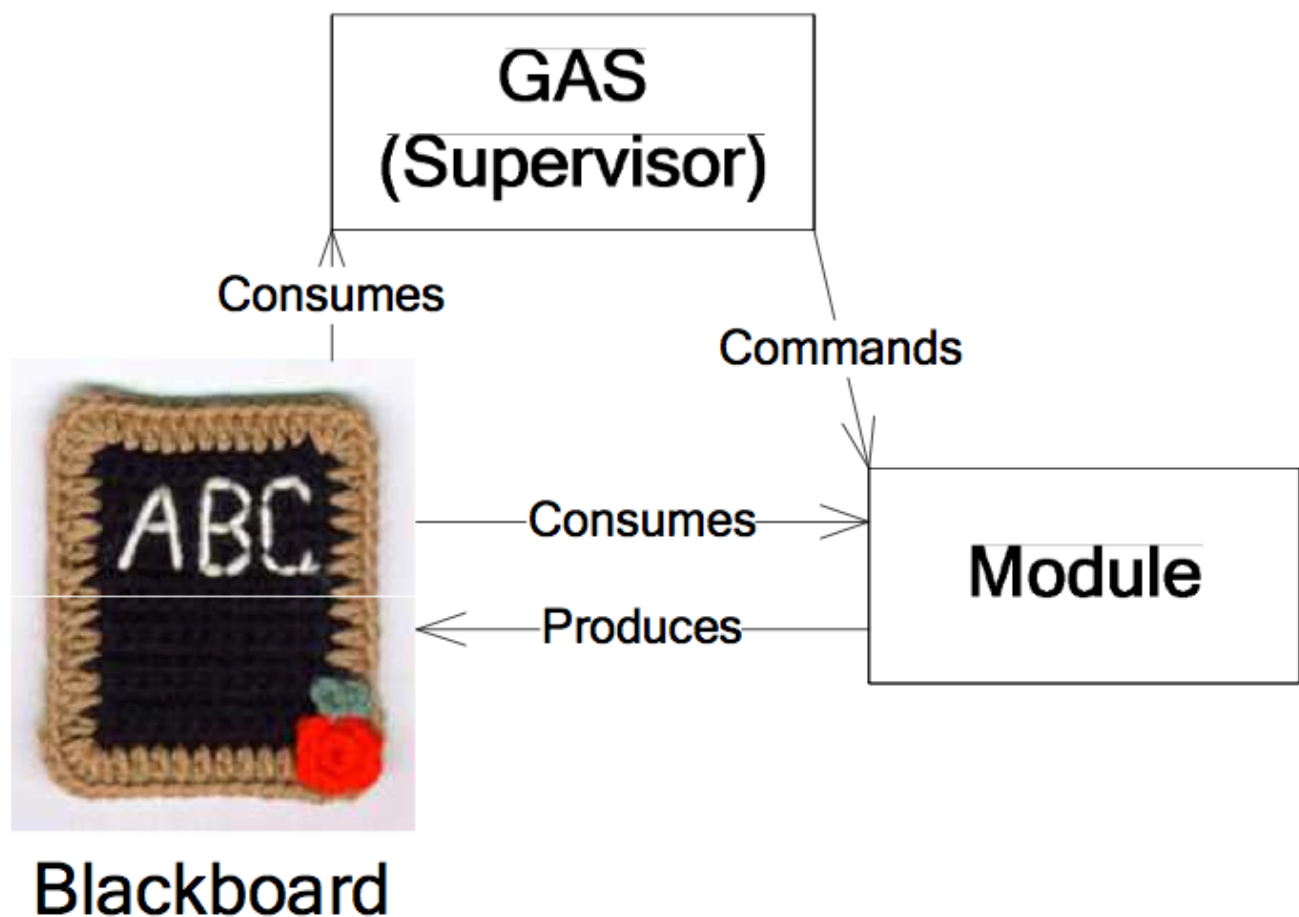 GAS
(Supervisor)
Consumes
Commands
ABC
Consumes
Module
Produces
Blackboard